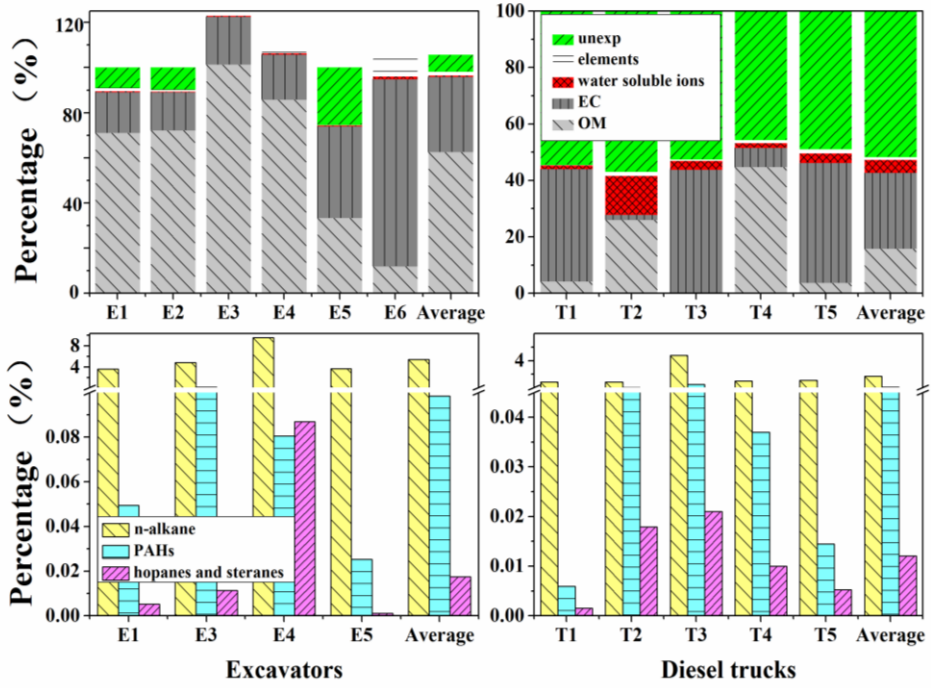 Percentage (%)
120
80
40
0
E1 E2 E3 E4 E5 E6 Average
100
80
60
40
20
0
unexp
elements
water soluble ions
EC
OM
T1 T2 T3 T4 T5 Average
Percentage (%)
8
4
0.08
0.06
0.04
0.02
0.00
n-alkane
PAHs
hopanes and steranes
E1 E3 E4 E5 Average
Excavators
4
0.04
0.03
0.02
0.01
0.00
T1 T2 T3 T4 T5 Average
Diesel trucks